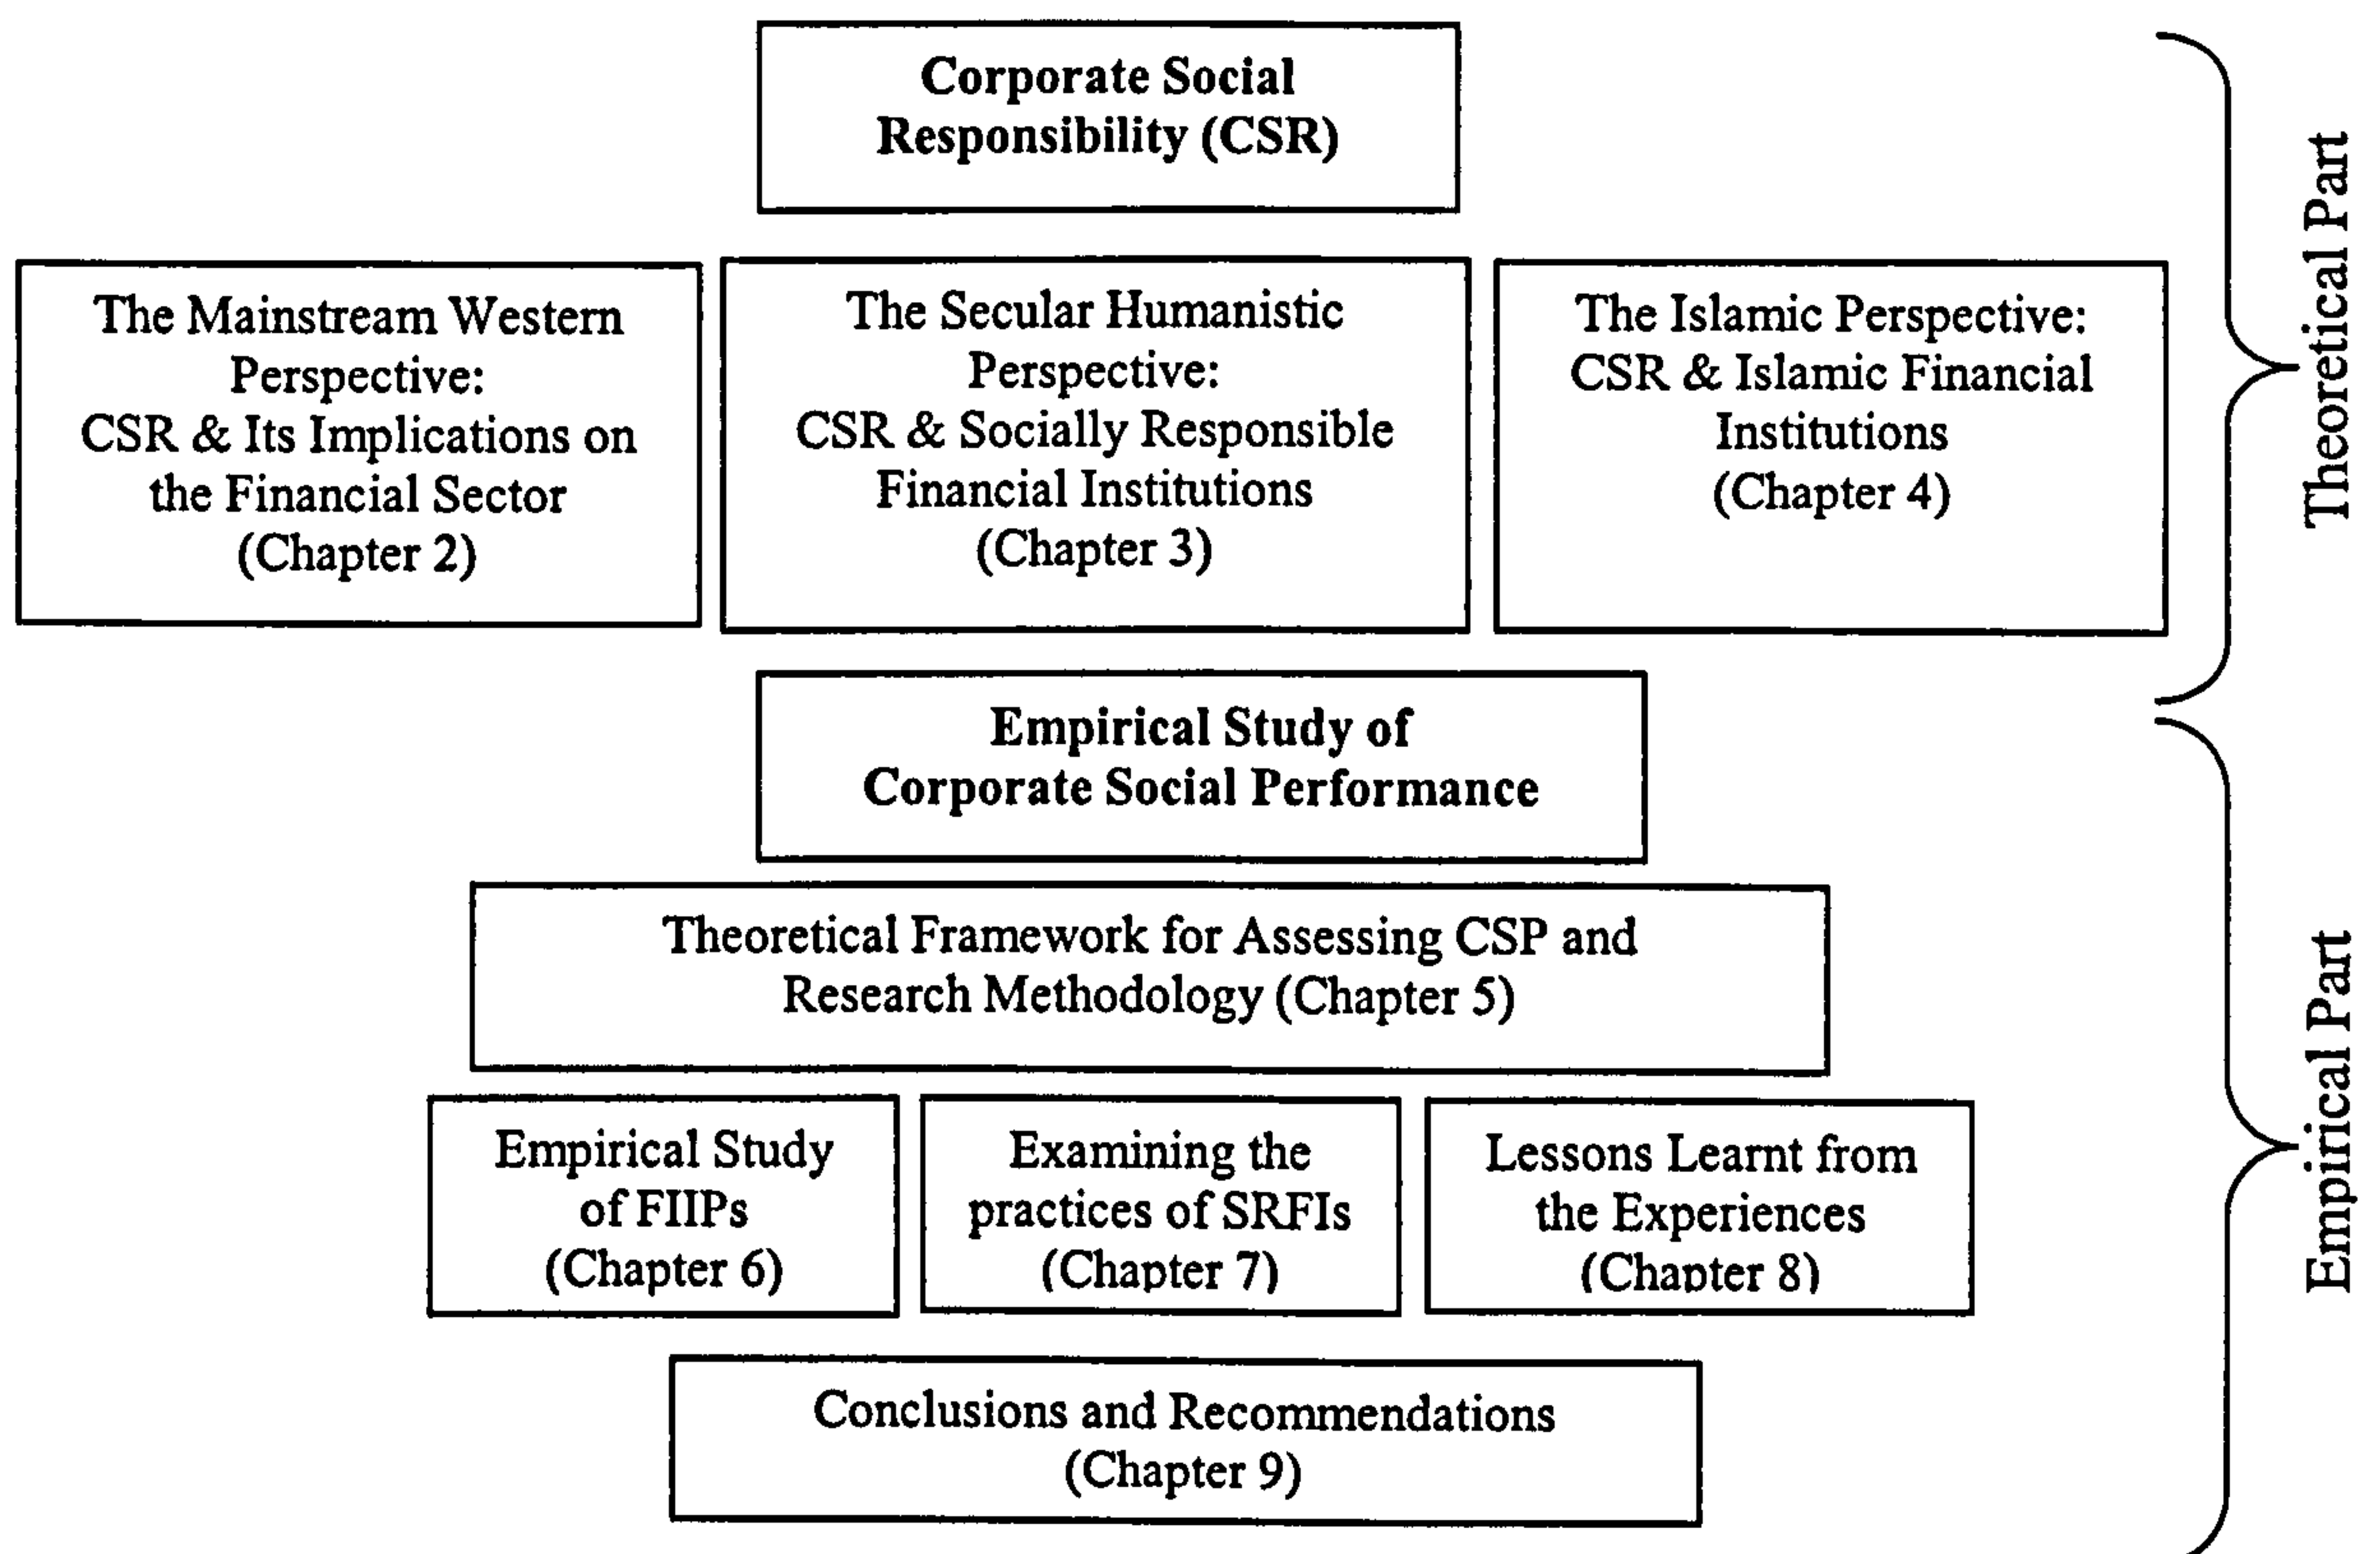 Corporate Social
Responsibility (CSR)
The Mainstream Western
Perspective:
CSR & Its Implications on
the Financial Sector
(Chapter 2)
The Secular Humanistic
Perspective:
CSR & Socially Responsible
Financial Institutions
(Chapter 3)
The Islamic Perspective:
CSR & Islamic Financial
Institutions
(Chapter 4)
Theoretical Part
Empirical Study of
Corporate Social Performance
Theoretical Framework for Assessing CSP and
Research Methodology (Chapter 5)
Empirical Study
of FIIPs
(Chapter 6)
Examining the
practices of SRFIs
(Chapter 7)
Lessons Learnt from
the Experiences
(Chapter 8)
Conclusions and Recommendations
(Chapter 9)
Empirical Part